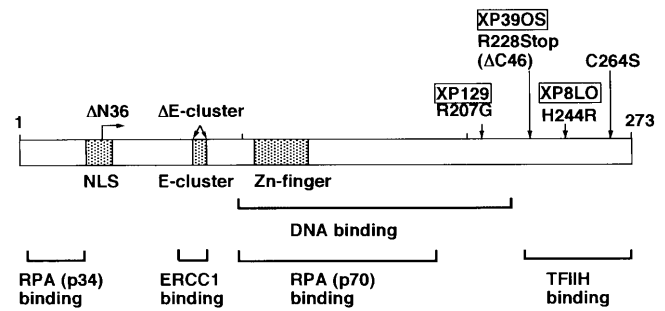 XP39OS
R228Stop
(ΔC46)
C264S
XP129
R207G
XP8LO
H244R
1
ΔN36
ΔE-cluster
273
NLS
E-cluster
Zn-finger
DNA binding
RPA (p34)
binding
ERCC1
binding
RPA (p70)
binding
TFIIH
binding